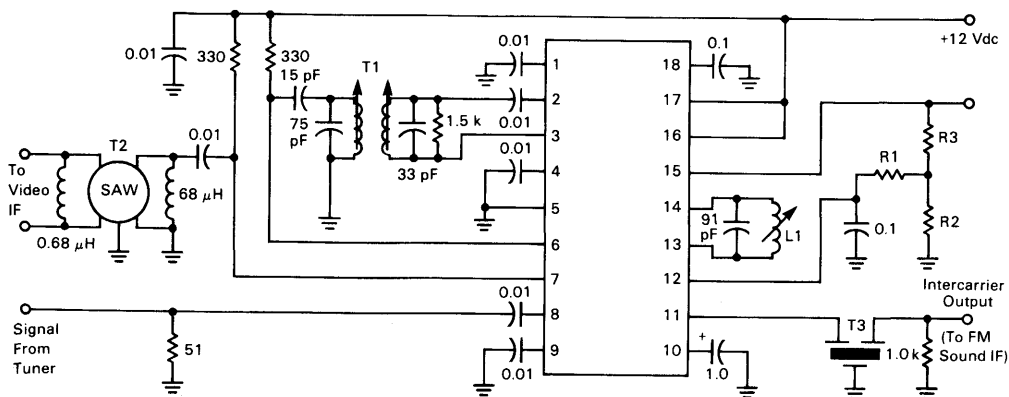 +12 Vdc
0.01
330
330
15 pF
T1
75
pF
33 pF
1.5 k
0.01
0.01
0.01
0.01
0.01
0.01
T2
SAW
To
Video
IF
0.68 μH
68 μH
Signal
From
Tuner
51
1
2
3
4
5
6
7
8
9
18
17
16
15
14
13
12
11
10
0.1
91
pF
L1
R1
R3
R2
0.1
+
1.0
T3
1.0 k
Intercarrier
Output
(To FM
Sound IF)